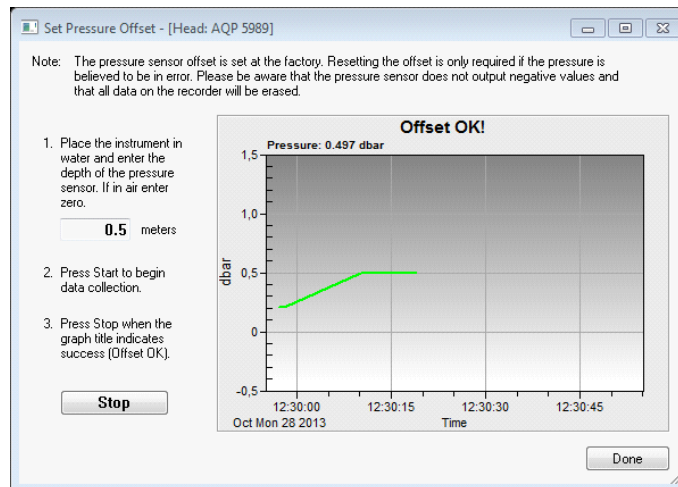 Set Pressure Offset - [Head: AQP 5989]
Note: The pressure sensor offset is set at the factory. Resetting the offset is only required if the pressure is
believed to be in error. Please be aware that the pressure sensor does not output negative values and
that all data on the recorder will be erased.
1. Place the instrument in
water and enter the
depth of the pressure
sensor. If in air enter
zero.
0.5 meters
2. Press Start to begin
data collection.
3. Press Stop when the
graph title indicates
success (Offset OK).
Stop
Offset OK!
Pressure: 0.497 dbar
1,5
1,0
0,5
0
-0,5
dbar
12:30:00 12:30:15 12:30:30 12:30:45
Oct Mon 28 2013 Time
Done